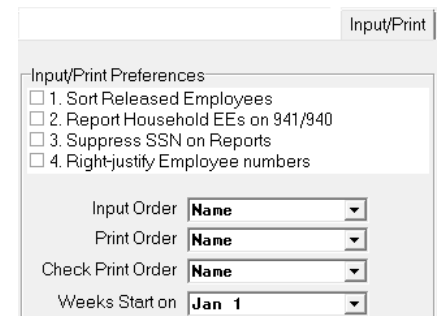 Input/Print
Input/Print Preferences
1. Sort Released Employees
2. Report Household EEs on 941/940
3. Suppress SSN on Reports
4. Right-justify Employee numbers
Input Order Name
Print Order Name
Check Print Order Name
Weeks Start on Jan 1